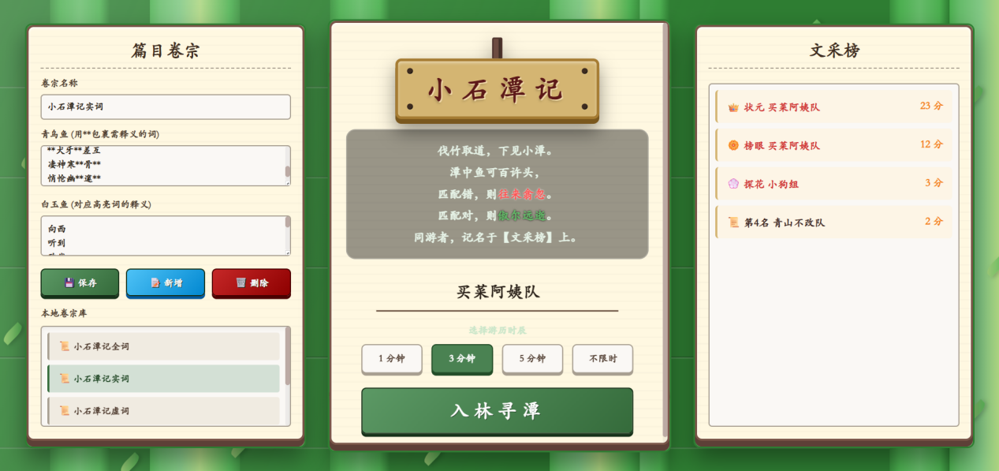 篇目卷宗
卷宗名称
小石潭记实词
青鸟鱼 (用**包裹需释义的词)
**犬牙**差互
凄神寒**骨**
悄怆幽**邃**
白玉鱼 (对应高亮词的释义)
向西
听到
保存
新增
删除
本地卷宗库
小石潭记全词
小石潭记实词
小石潭记虚词
小石潭记
伐竹取道，下见小潭。
潭中鱼可百许头，
匹配错，则往来翕忽。
匹配对，则俶尔远逝。
同游者，记名于【文采榜】上。
买菜阿姨队
选择游历时辰
1 分钟
3 分钟
5 分钟
不限时
入林寻潭
文采榜
状元 买菜阿姨队 23 分
榜眼 买菜阿姨队 12 分
探花 小狗组 3 分
第4名 青山不改队 2 分